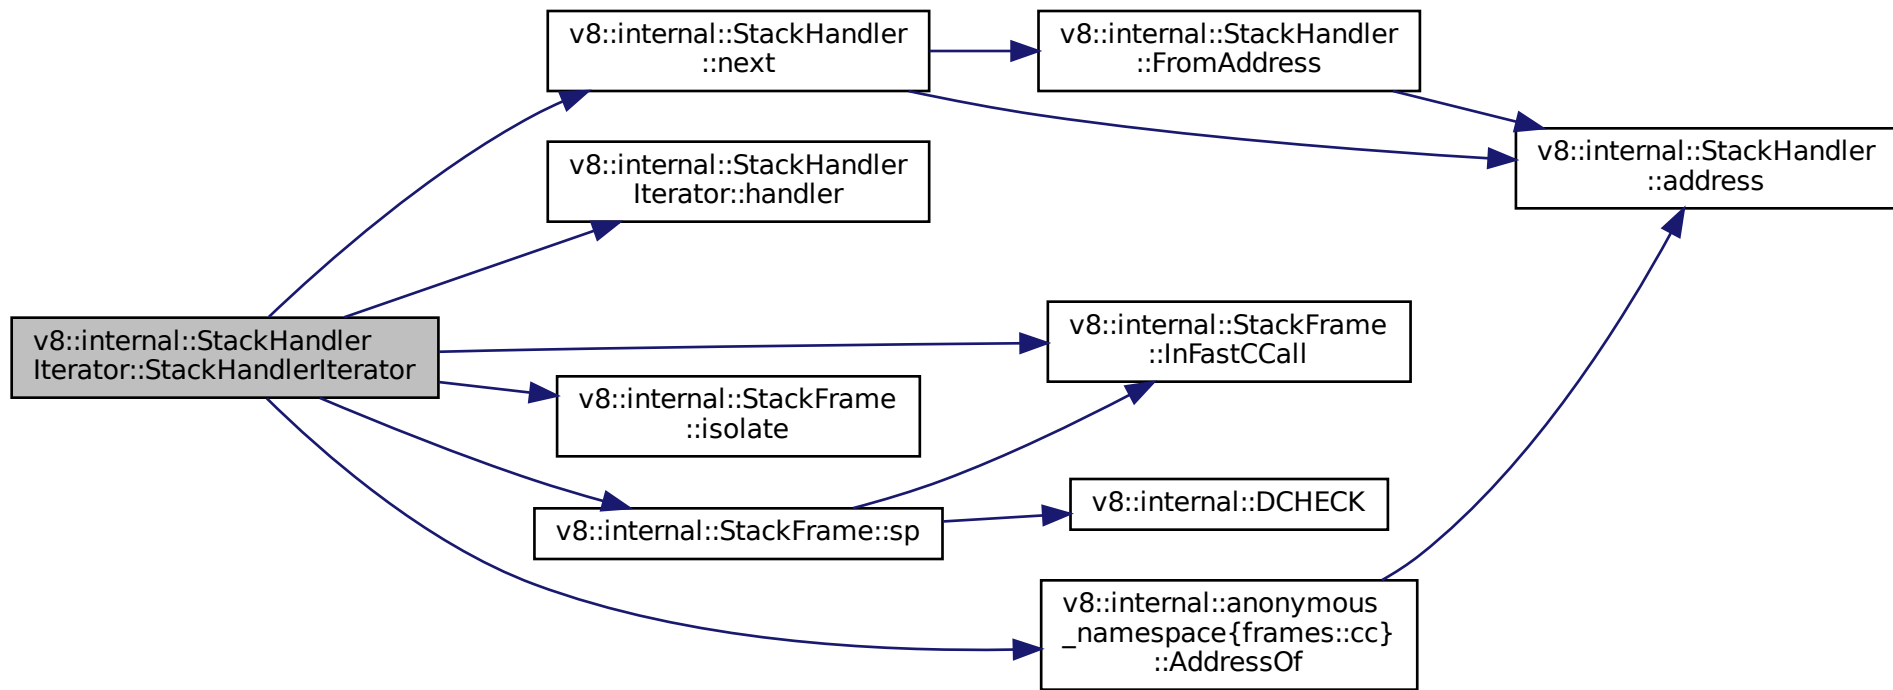 v8::internal::StackHandler
::next
v8::internal::StackHandler
::FromAddress
v8::internal::StackHandler
::address
v8::internal::StackHandler
Iterator::handler
v8::internal::StackHandler
Iterator::StackHandlerIterator
v8::internal::StackFrame
::InFastCCall
v8::internal::StackFrame
::isolate
v8::internal::StackFrame::sp
v8::internal::DCHECK
v8::internal::anonymous
_namespace{frames::cc}
::AddressOf